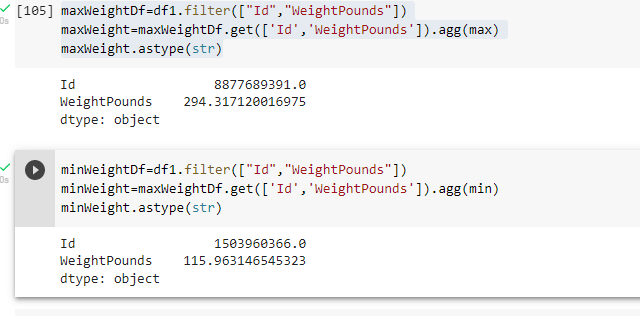 [105] maxWeightDf=df1.filter(["Id","WeightPounds"])
maxWeight=maxWeightDf.get(['Id','WeightPounds']).agg(max)
maxWeight.astype(str)
0s
Id 8877689391.0
WeightPounds 294.317120016975
dtype: object
minWeightDf=df1.filter(["Id","WeightPounds"])
minWeight=maxWeightDf.get(['Id','WeightPounds']).agg(min)
minWeight.astype(str)
0s
Id 1503960366.0
WeightPounds 115.963146545323
dtype: object